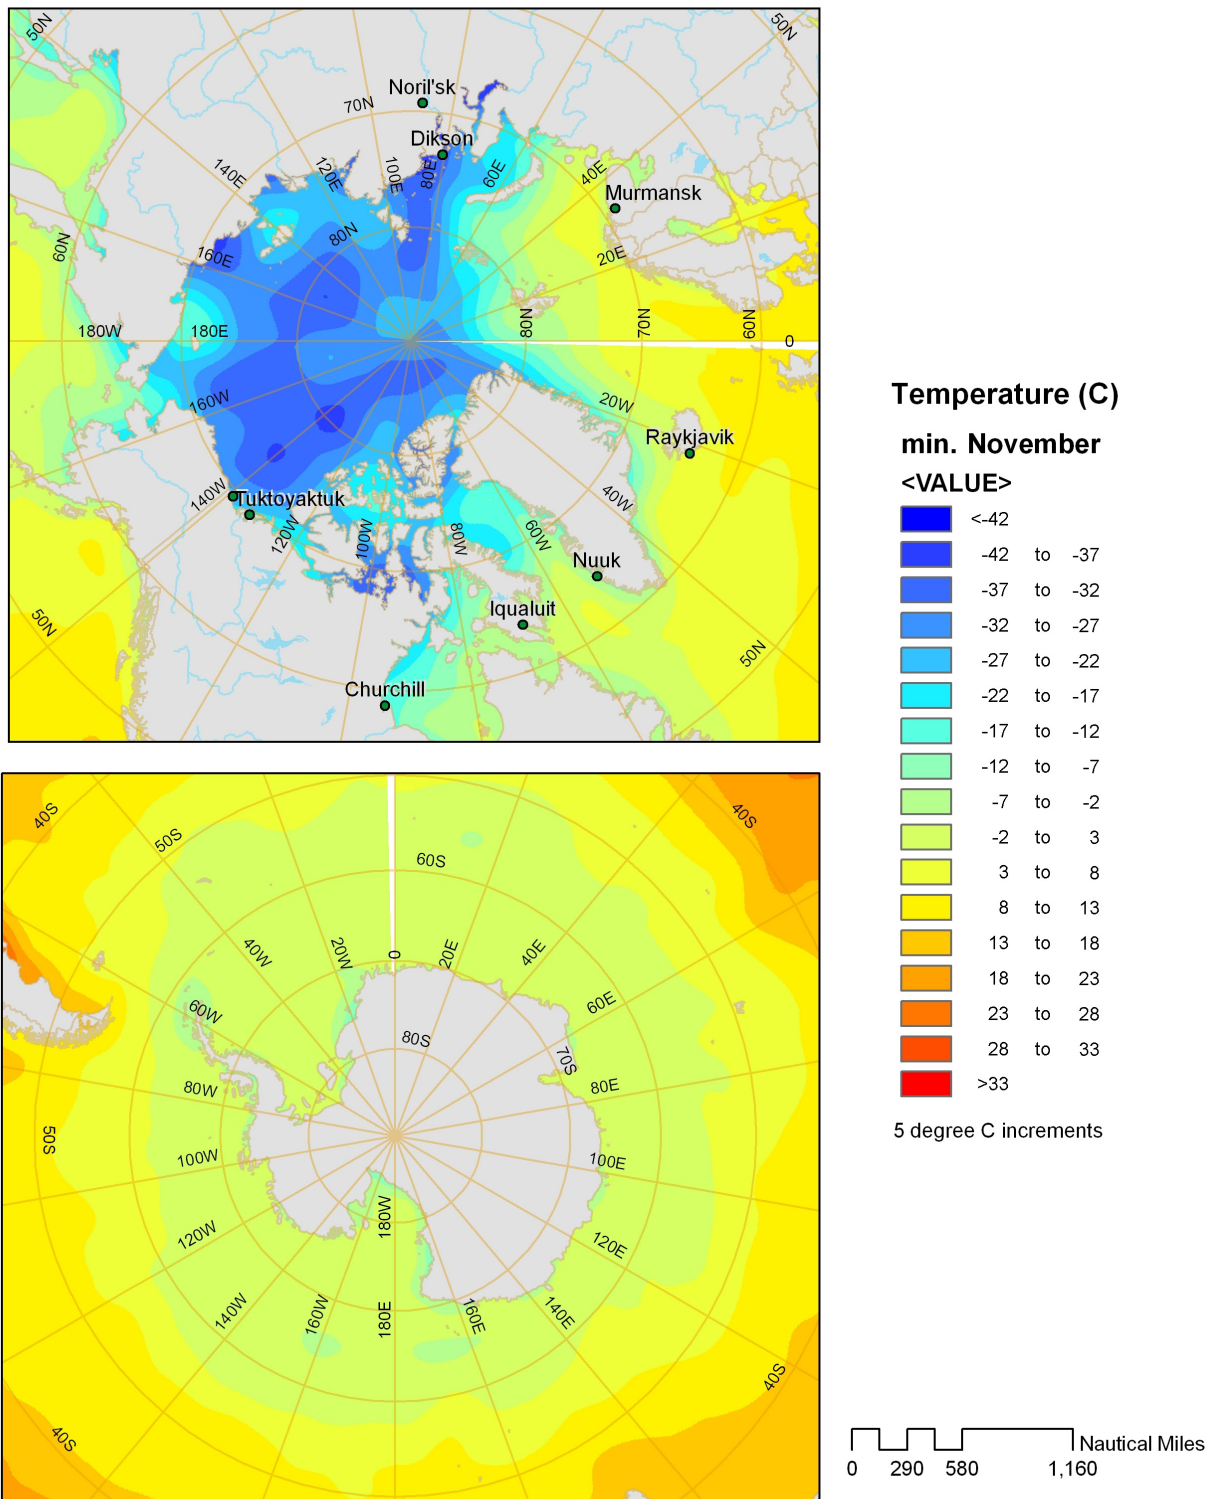 50N
50N
Noril'sk
70N
Dikson
140E
120E
100E
80E
60E
40E
Murmansk
60N
160E
80N
20E
180W
180E
80N
70N
60N
0
160W
20W
Raykjavik
140W
Tuktoyaktuk
120W
100W
80W
60W
40W
Nuuk
Iqualuit
50N
50N
Churchill
Temperature (C)
min. November
<VALUE>
<-42
-42 to -37
-37 to -32
-32 to -27
-27 to -22
-22 to -17
-17 to -12
-12 to -7
-7 to -2
-2 to 3
3 to 8
8 to 13
13 to 18
18 to 23
23 to 28
28 to 33
>33
5 degree C increments
40S
50S
40S
60S
40W
20W
0
20E
40E
60W
60E
80S
70S
80W
80E
50S
100W
100E
180W
120W
120E
140W
160W
180E
160E
140E
40S
40S
Nautical Miles
0 290 580 1,160